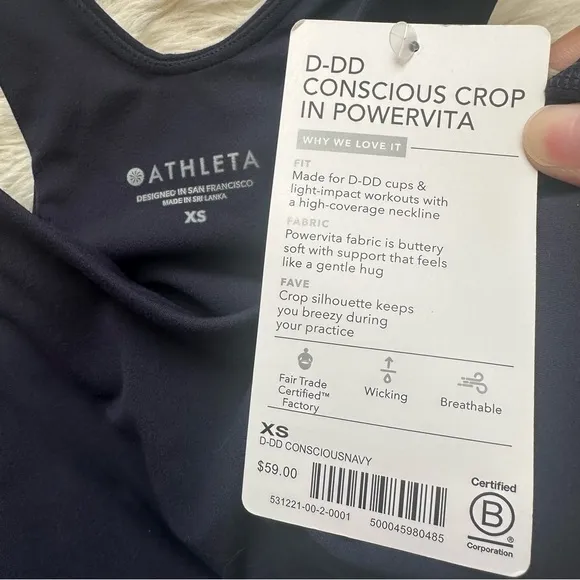 ATHLETA
DESIGNED IN SAN FRANCISCO
MADE IN SRI LANKA
XS
D-DD
CONSCIOUS CROP
IN POWERVITA
WHY WE LOVE IT
FIT
Made for D-DD cups &
light-impact workouts with
a high-coverage neckline
FABRIC
Powervita fabric is buttery
soft with support that feels
like a gentle hug
FAVE
Crop silhouette keeps
you breezy during
your practice
Fair Trade
Certified™
Factory
Wicking
Breathable
XS
D-DD CONSCIOUSNAVY
$59.00
531221-00-2-0001
500045980485
Certified
B
®
Corporation